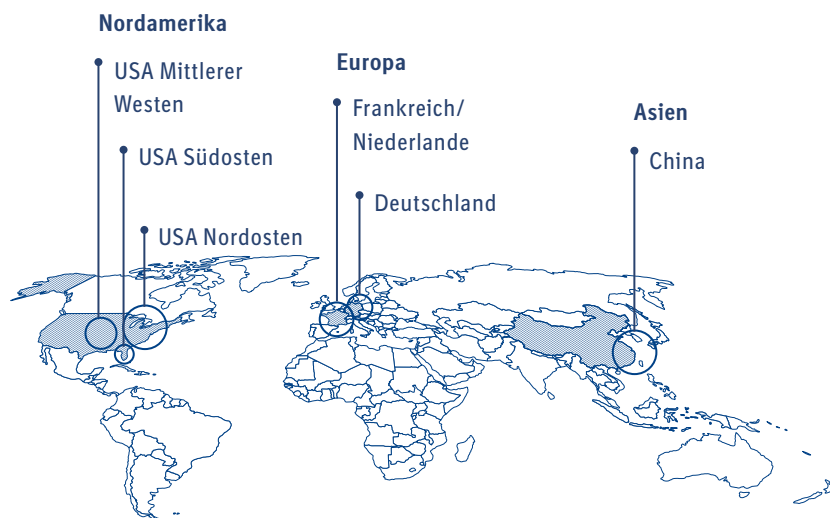 Nordamerika
USA Mittlerer
Westen
USA Südosten
USA Nordosten
Europa
Frankreich/
Niederlande
Deutschland
Asien
China